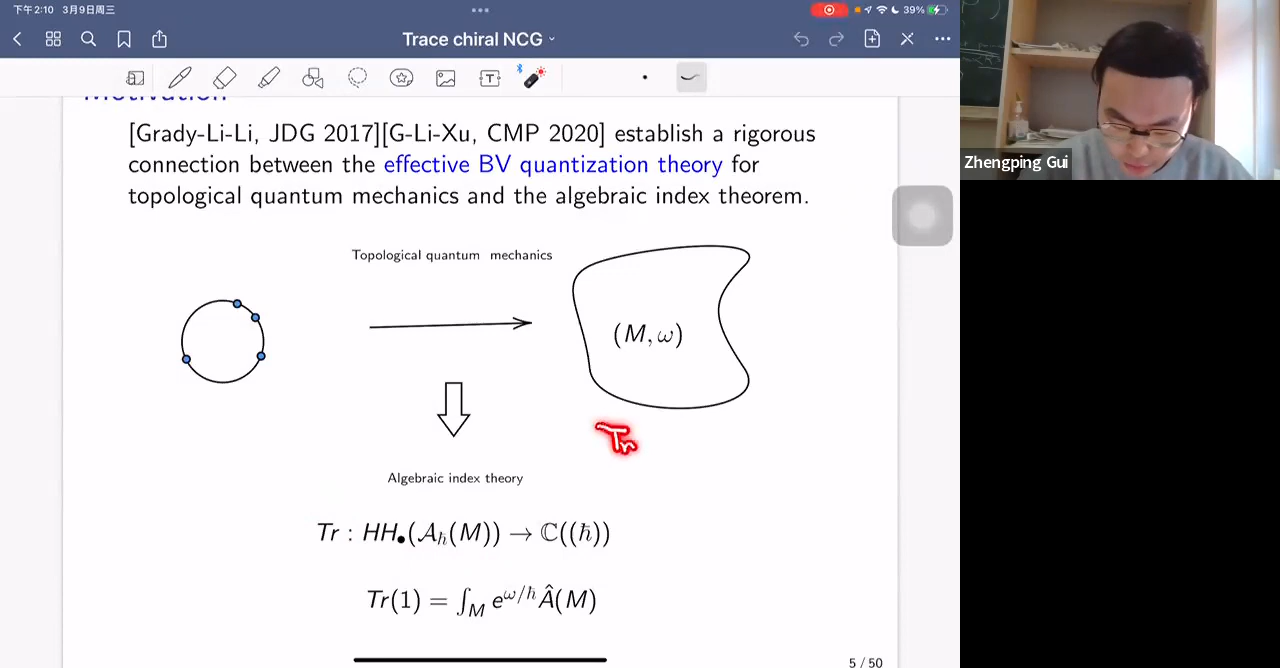 下午2:10 3月9日周三
39%
Trace chiral NCG
Motivation
[Grady-Li-Li, JDG 2017][G-Li-Xu, CMP 2020] establish a rigorous
connection between the effective BV quantization theory for
topological quantum mechanics and the algebraic index theorem.
Zhengping Gui
Topological quantum mechanics
(M, ω)
Tr
Algebraic index theory
Tr : HH•(𝒜ℏ(M)) → ℂ((ℏ))
Tr(1) = ∫_M e^{ω/ℏ} Â(M)
5 / 50